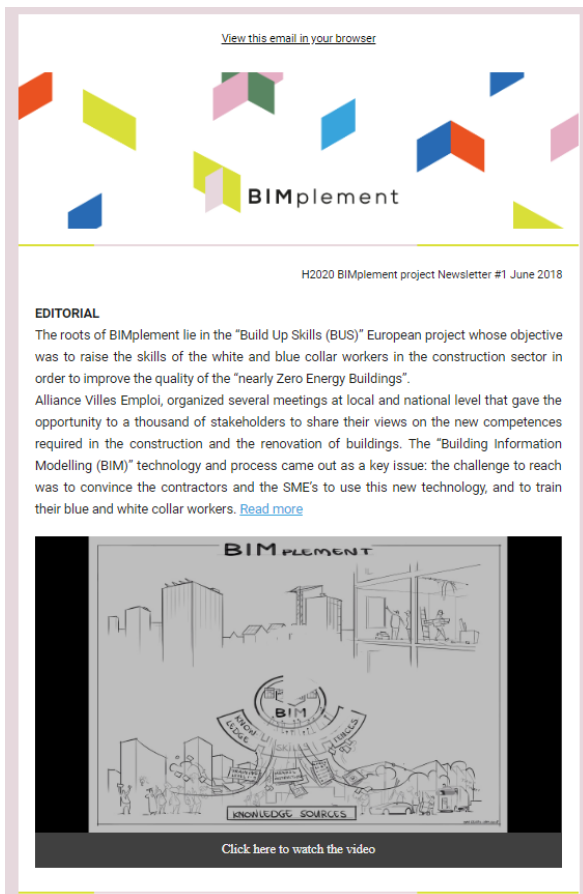 View this email in your browser
BIMplement
H2020 BIMplement project Newsletter #1 June 2018
EDITORIAL
The roots of BIMplement lie in the “Build Up Skills (BUS)” European project whose objective
was to raise the skills of the white and blue collar workers in the construction sector in
order to improve the quality of the “nearly Zero Energy Buildings”.
Alliance Villes Emploi, organized several meetings at local and national level that gave the
opportunity to a thousand of stakeholders to share their views on the new competences
required in the construction and the renovation of buildings. The “Building Information
Modelling (BIM)” technology and process came out as a key issue: the challenge to reach
was to convince the contractors and the SME’s to use this new technology, and to train
their blue and white collar workers. Read more
BIMPLEMENT
BIM
KNOW
LEDGE
SKILLS
KNOWLEDGE SOURCES
Click here to watch the video